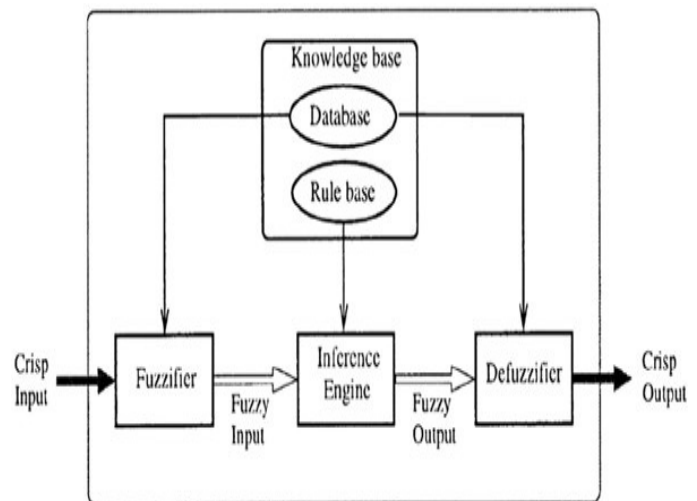 Knowledge base
Database
Rule base
Crisp
Input
Fuzzifier
Fuzzy
Input
Inference
Engine
Fuzzy
Output
Defuzzifier
Crisp
Output